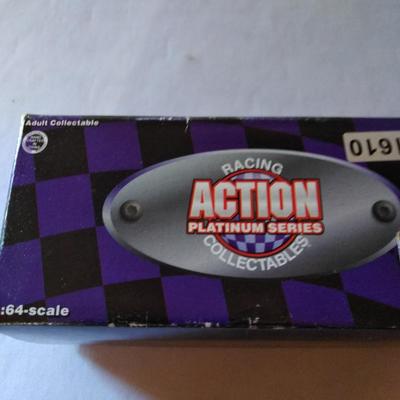 Adult Collectable
RACING
ACTION
PLATINUM SERIES
COLLECTABLES
1610
:64-scale